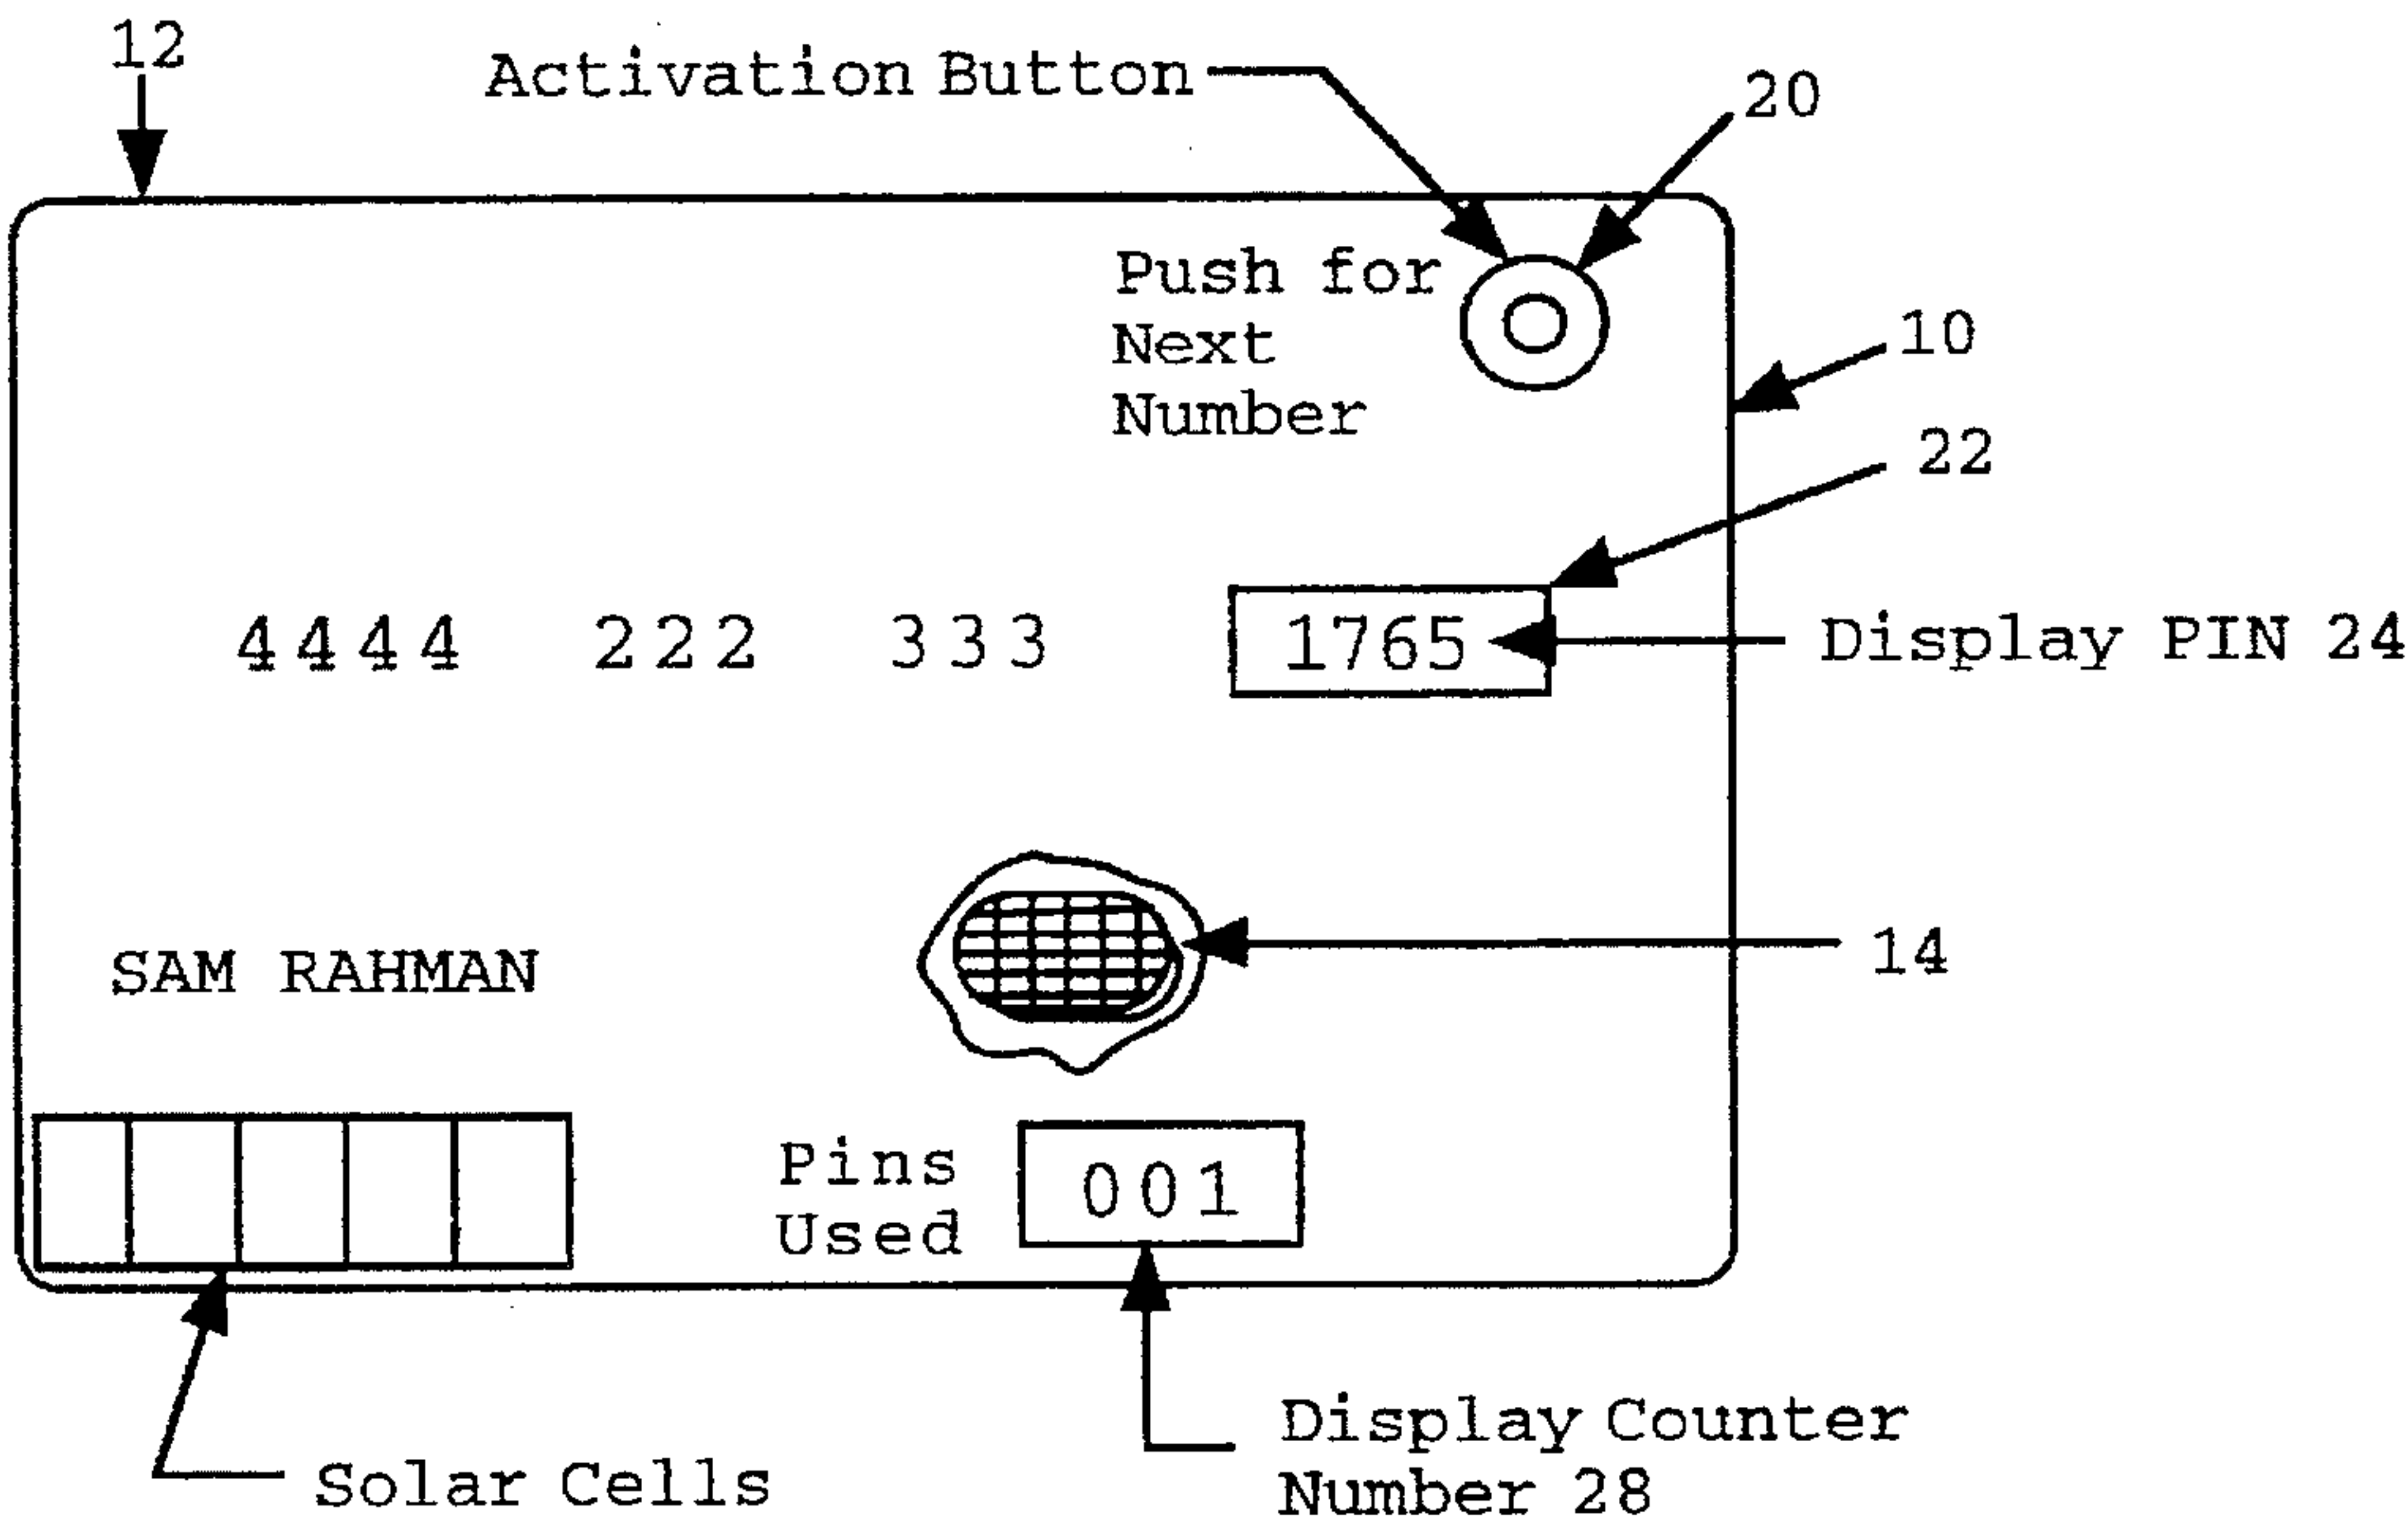 12
Activation Button
20
Push for
Next
Number
10
22
4444 222 333 1765
Display PIN 24
SAM RAHMAN
14
Pins
Used
001
Solar Cells
Display Counter
Number 28